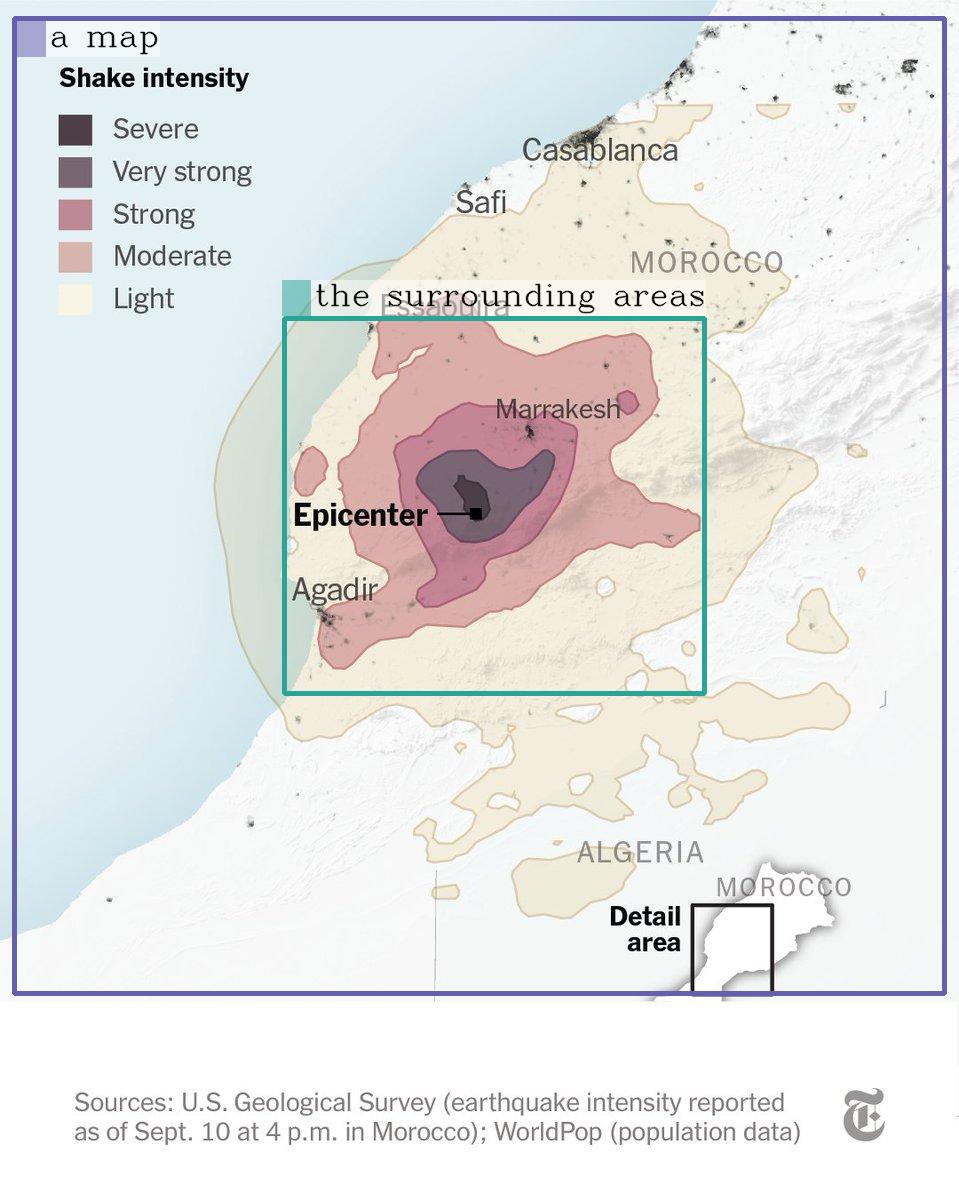 a map
Shake intensity
Severe
Very strong
Strong
Moderate
Light
Casablanca
Safi
MOROCCO
the surrounding areas
Essaouira
Marrakesh
Epicenter
Agadir
ALGERIA
MOROCCO
Detail
area
Sources: U.S. Geological Survey (earthquake intensity reported
as of Sept. 10 at 4 p.m. in Morocco); WorldPop (population data)
T